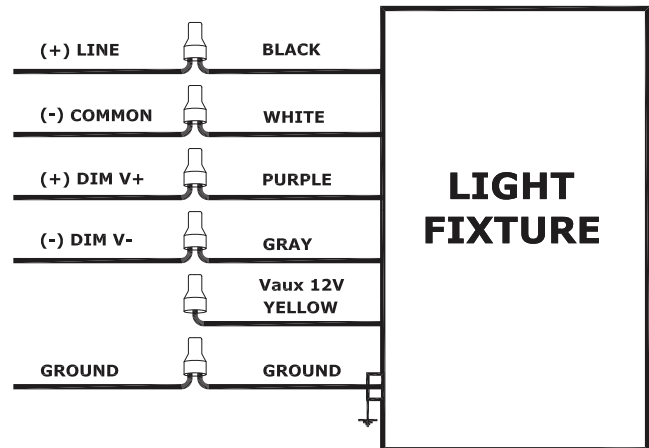 (+) LINE BLACK
(-) COMMON WHITE
(+) DIM V+ PURPLE
(-) DIM V- GRAY
Vaux 12V
YELLOW
GROUND GROUND
LIGHT
FIXTURE